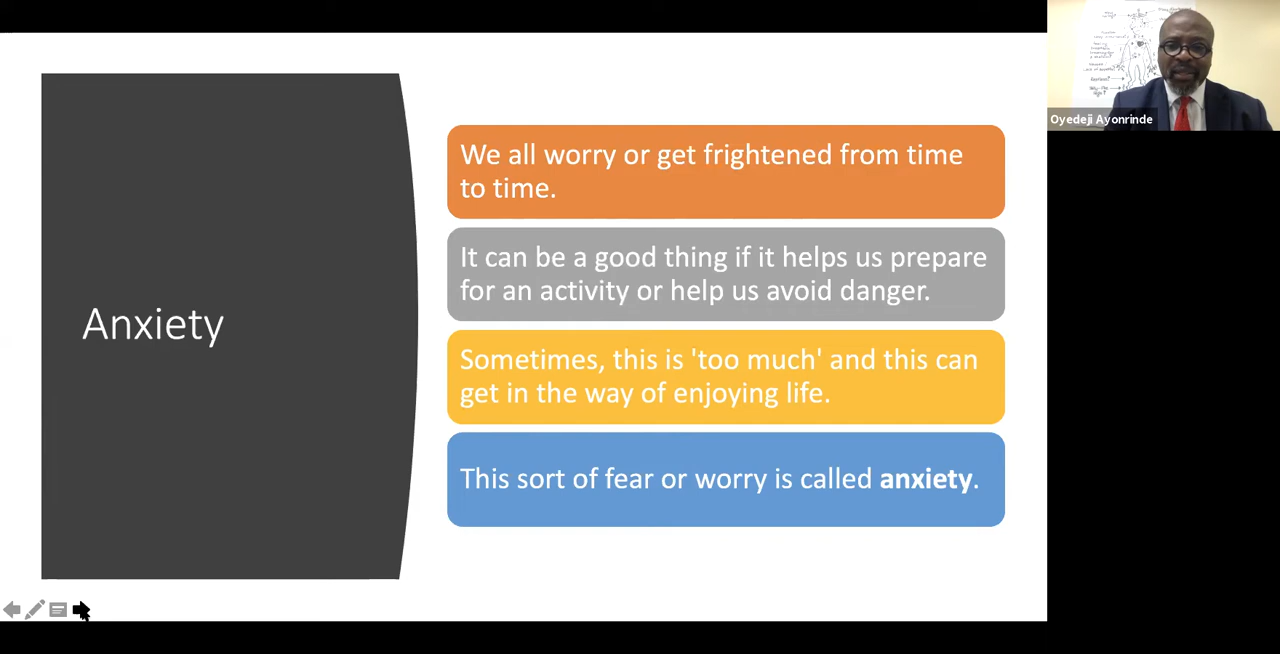 Anxiety
We all worry or get frightened from time
to time.
It can be a good thing if it helps us prepare
for an activity or help us avoid danger.
Sometimes, this is 'too much' and this can
get in the way of enjoying life.
This sort of fear or worry is called anxiety.
Oyedeji Ayonrinde